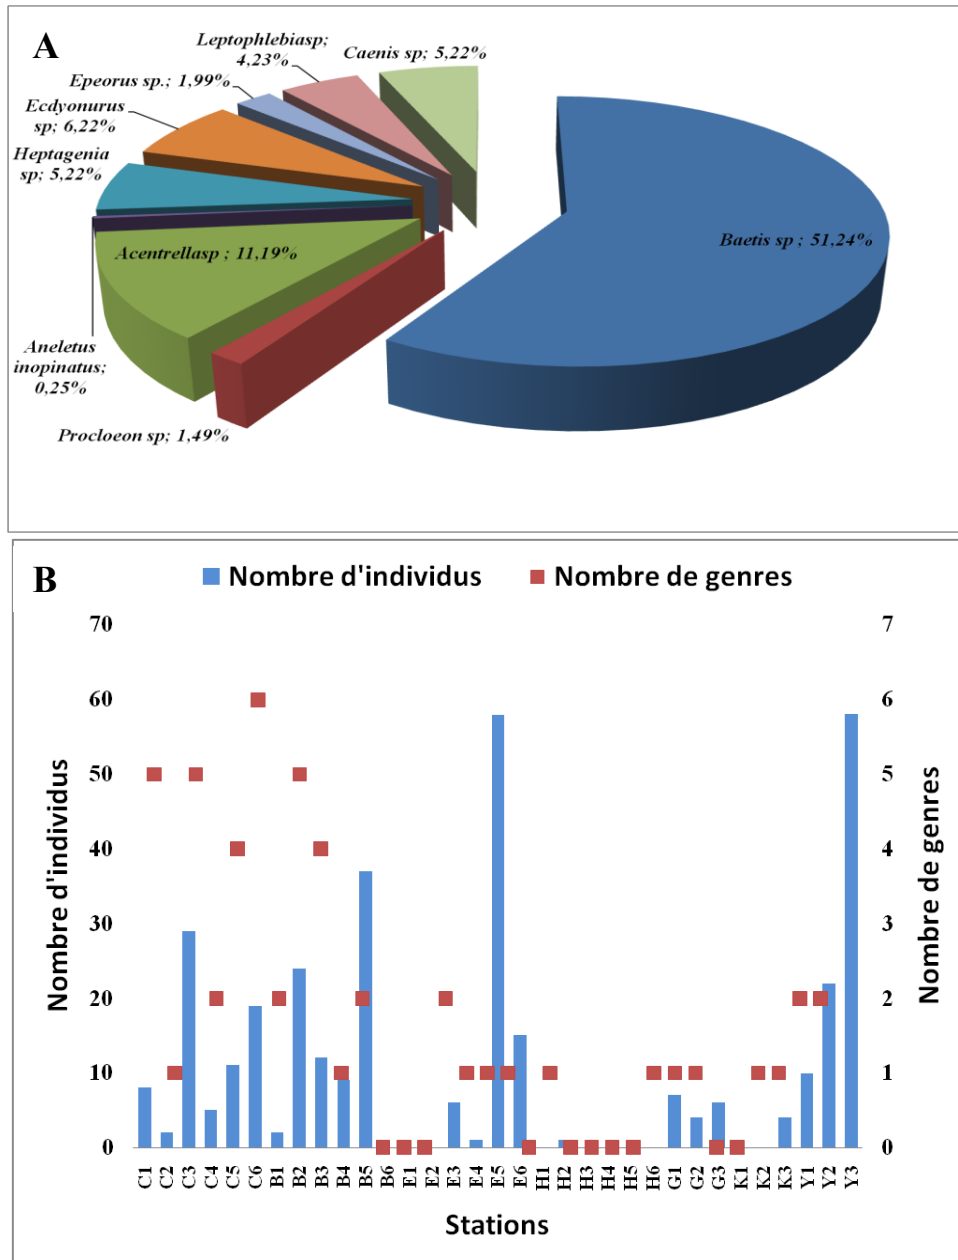 A
Leptophlebiasp;
4,23%
Caenis sp; 5,22%
Epeorus sp.; 1,99%
Ecdyonurus
sp; 6,22%
Heptagenia
sp; 5,22%
Baetis sp ; 51,24%
Acentrellasp ; 11,19%
Aneletus
inopinatus;
0,25%
Procloeon sp; 1,49%
B
Nombre d'individus
Nombre de genres
70
60
50
40
30
20
10
0
Nombre d'individus
7
6
5
4
3
2
1
0
Nombre de genres
C1 C2 C3 C4 C5 C6 B1 B2 B3 B4 B5 B6 E1 E2 E3 E4 E5 E6 H1 H2 H3 H4 H5 H6 G1 G2 G3 K1 K2 K3 Y1 Y2 Y3
Stations